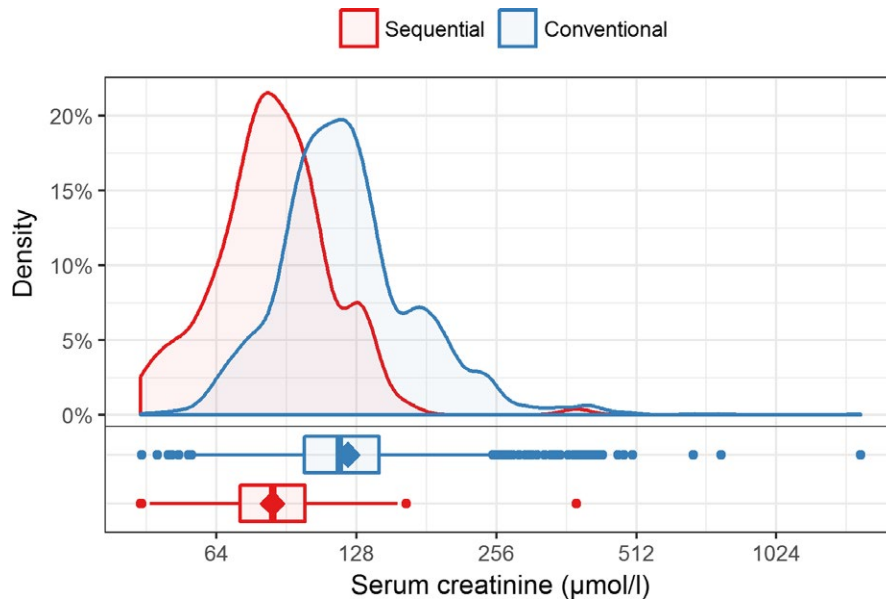 Sequential Conventional
20%
15%
10%
5%
0%
Density
64 128 256 512 1024
Serum creatinine (μmol/l)